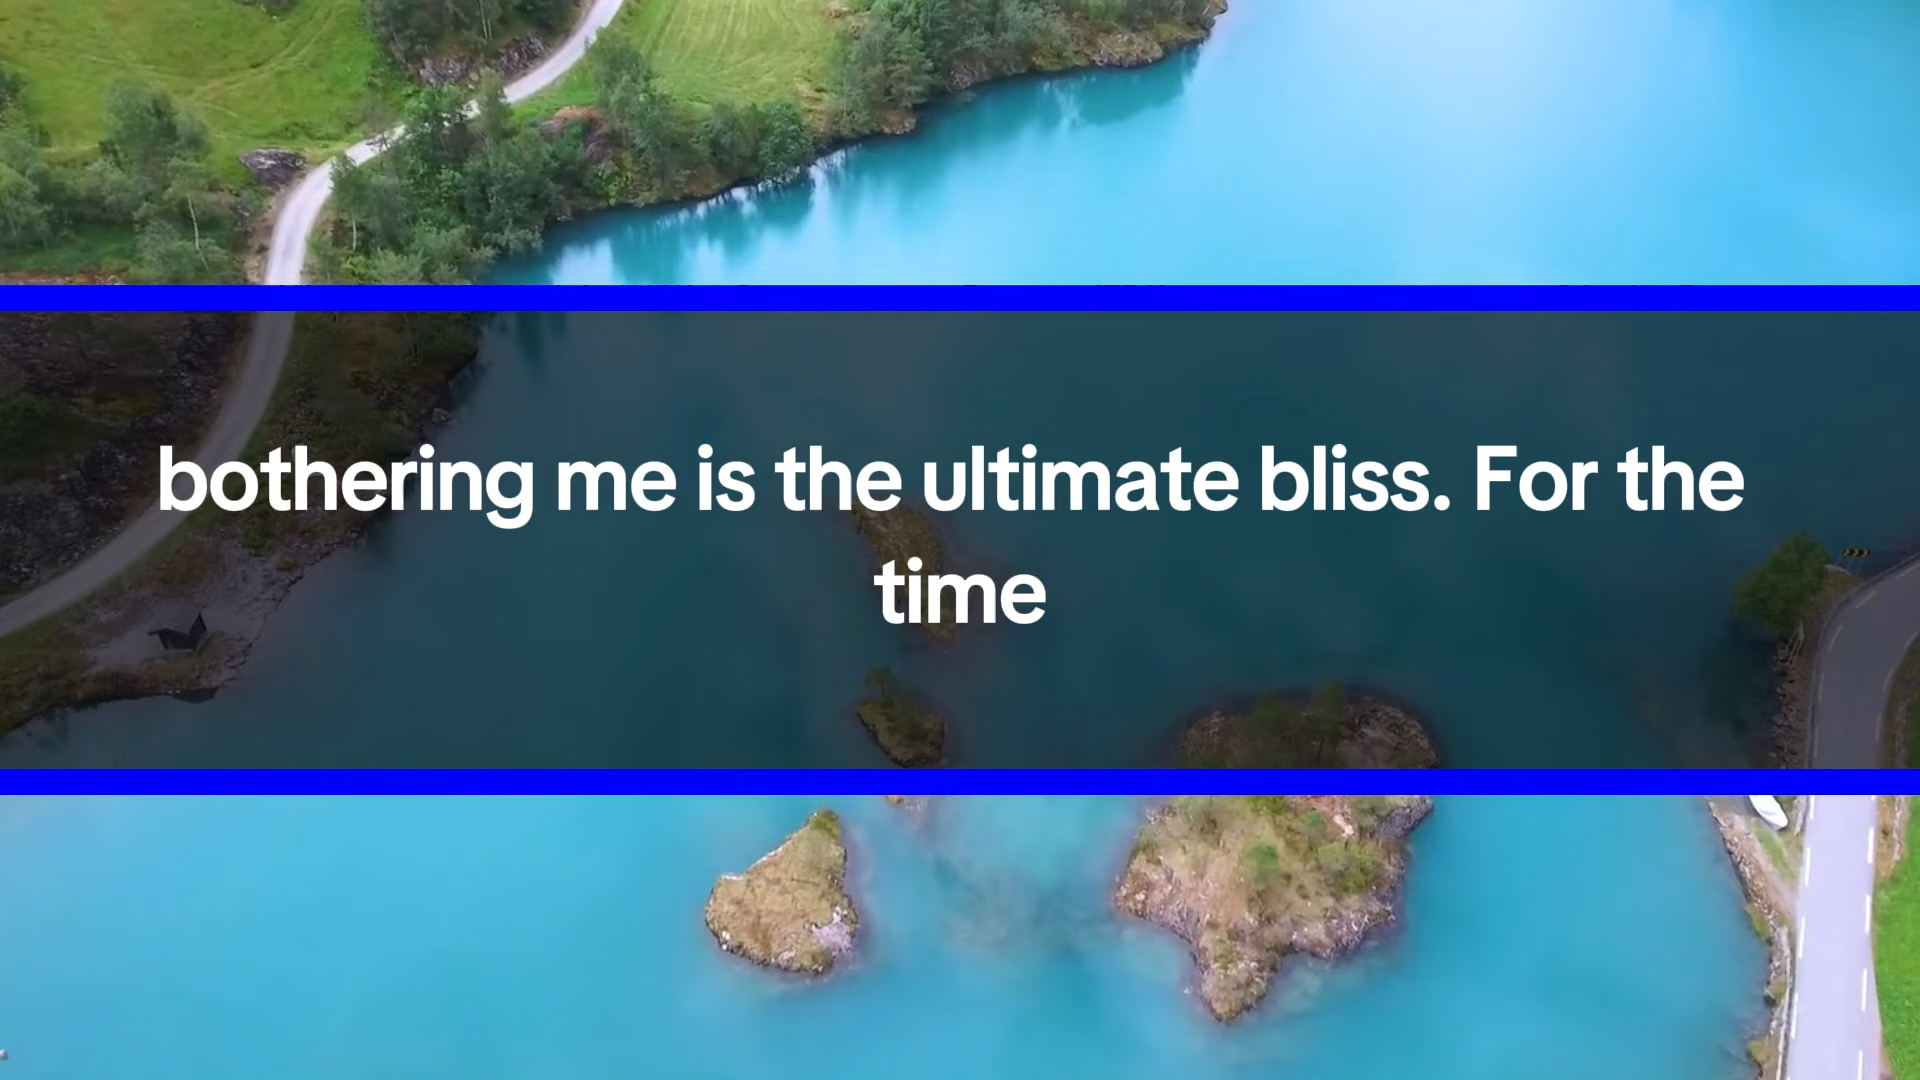 bothering me is the ultimate bliss. For the
time